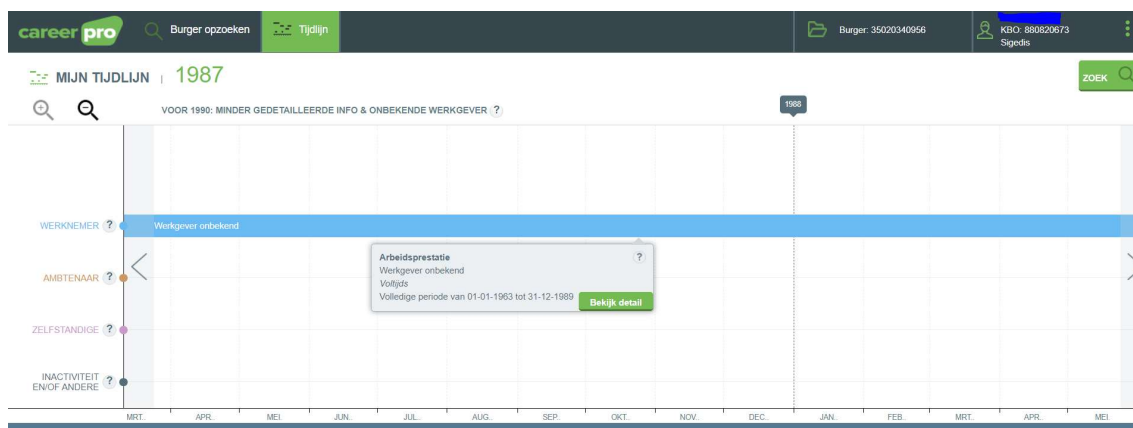 career pro
Burger opzoeken
Tijdlijn
Burger: 35020340956
KBO: 880820673
Sigedis
MIJN TIJDLIJN | 1987
ZOEK
VOOR 1990: MINDER GEDETAILLEERDE INFO & ONBEKENDE WERKGEVER ?
1988
WERKNEMER ?
Werkgever onbekend
Arbeidsprestatie ?
Werkgever onbekend
Voltijds
Volledige periode van 01-01-1963 tot 31-12-1989
Bekijk detail
AMBTENAAR ?
ZELFSTANDIGE ?
INACTIVITEIT ?
EN/OF ANDERE
MRT.. APR.. MEI. JUN.. JUL.. AUG.. SEP.. OKT.. NOV.. DEC.. JAN.. FEB.. MRT.. APR.. MEI